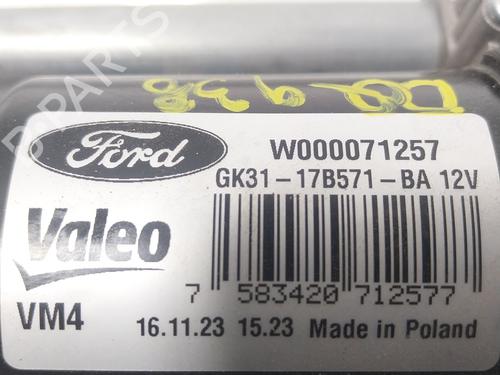 Ford
W000071257
GK31-17B571-BA 12V
Valeo
7 583420 712577
VM4
16.11.23 15.23 Made in Poland